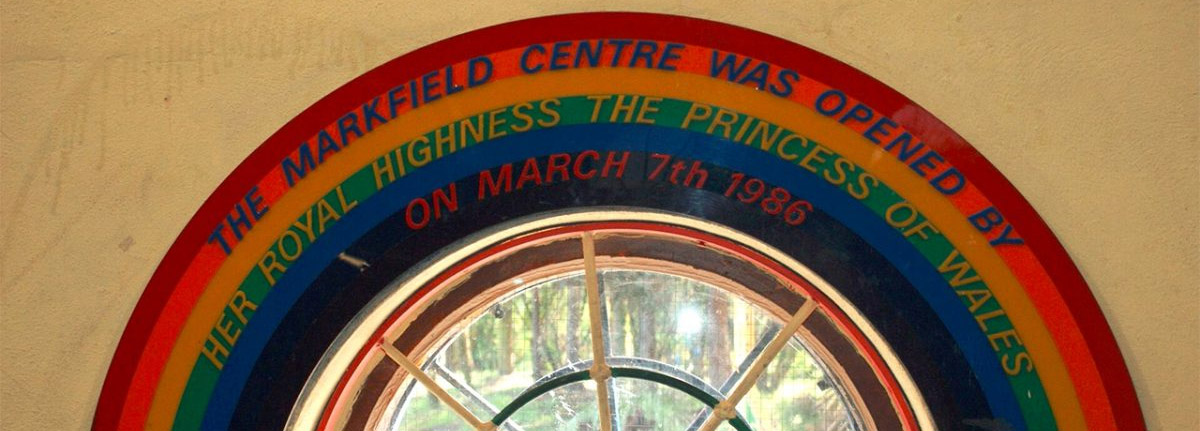 THE MARKFIELD CENTRE WAS OPENED BY
HER ROYAL HIGHNESS THE PRINCESS OF WALES
ON MARCH 7th 1986